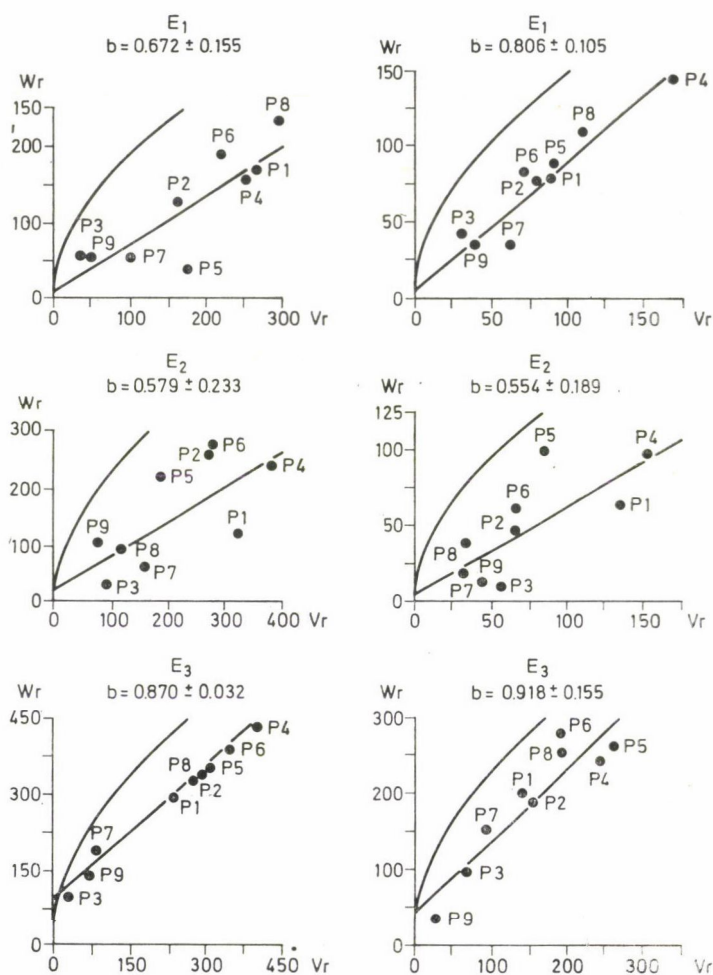 E1
b = 0.672 ± 0.155
Wr
150
200
100
0
0 100 200 300 Vr
P8
P6
P1
P2
P4
P3
P9
P7
P5
E1
b = 0.806 ± 0.105
Wr
150
100
50
0
0 50 100 150 Vr
P4
P8
P5
P6
P2
P1
P3
P9
P7
E2
b = 0.579 ± 0.233
Wr
300
200
100
0
0 100 200 300 400 Vr
P6
P2
P4
P5
P1
P9
P8
P7
P3
E2
b = 0.554 ± 0.189
Wr
125
100
50
0
0 50 100 150 Vr
P5
P4
P6
P1
P2
P8
P9
P7
P3
E3
b = 0.870 ± 0.032
Wr
450
300
150
0
0 150 300 450 Vr
P4
P6
P8
P5
P2
P1
P7
P9
P3
E3
b = 0.918 ± 0.155
Wr
300
200
100
0
0 100 200 300 Vr
P6
P5
P8
P4
P1
P2
P7
P3
P9